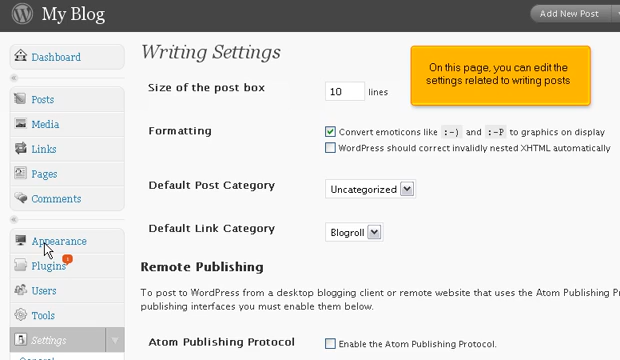 My Blog
Add New Post
Dashboard
Posts
Media
Links
Pages
Comments
Appearance
Plugins 1
Users
Tools
Settings
Writing Settings
On this page, you can edit the
settings related to writing posts
Size of the post box 10 lines
Formatting Convert emoticons like :-) and :-P to graphics on display
WordPress should correct invalidly nested XHTML automatically
Default Post Category Uncategorized
Default Link Category Blogroll
Remote Publishing
To post to WordPress from a desktop blogging client or remote website that uses the Atom Publishing
publishing interfaces you must enable them below.
Atom Publishing Protocol Enable the Atom Publishing Protocol.